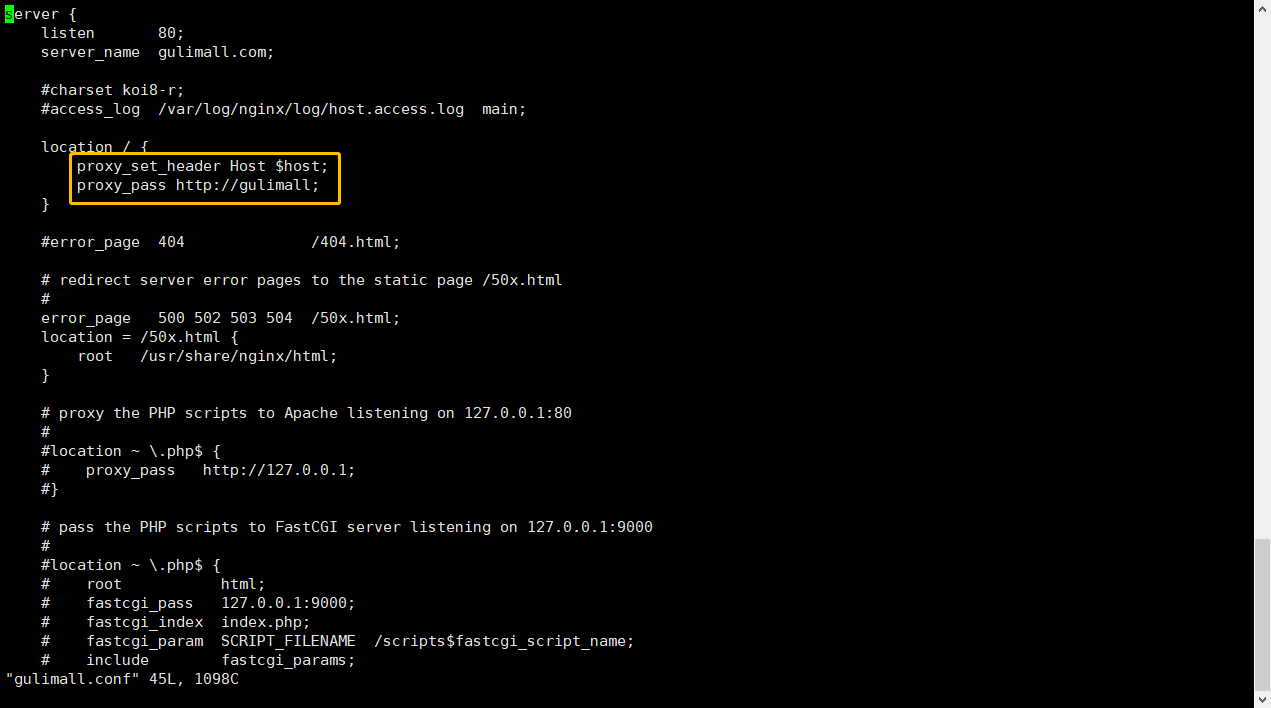 server {
    listen       80;
    server_name  gulimall.com;

    #charset koi8-r;
    #access_log  /var/log/nginx/log/host.access.log  main;

    location / {
        proxy_set_header Host $host;
        proxy_pass http://gulimall;
    }

    #error_page  404              /404.html;

    # redirect server error pages to the static page /50x.html
    #
    error_page   500 502 503 504  /50x.html;
    location = /50x.html {
        root   /usr/share/nginx/html;
    }

    # proxy the PHP scripts to Apache listening on 127.0.0.1:80
    #
    #location ~ \.php$ {
    #    proxy_pass   http://127.0.0.1;
    #}

    # pass the PHP scripts to FastCGI server listening on 127.0.0.1:9000
    #
    #location ~ \.php$ {
    #    root           html;
    #    fastcgi_pass   127.0.0.1:9000;
    #    fastcgi_index  index.php;
    #    fastcgi_param  SCRIPT_FILENAME  /scripts$fastcgi_script_name;
    #    include        fastcgi_params;
"gulimall.conf" 45L, 1098C